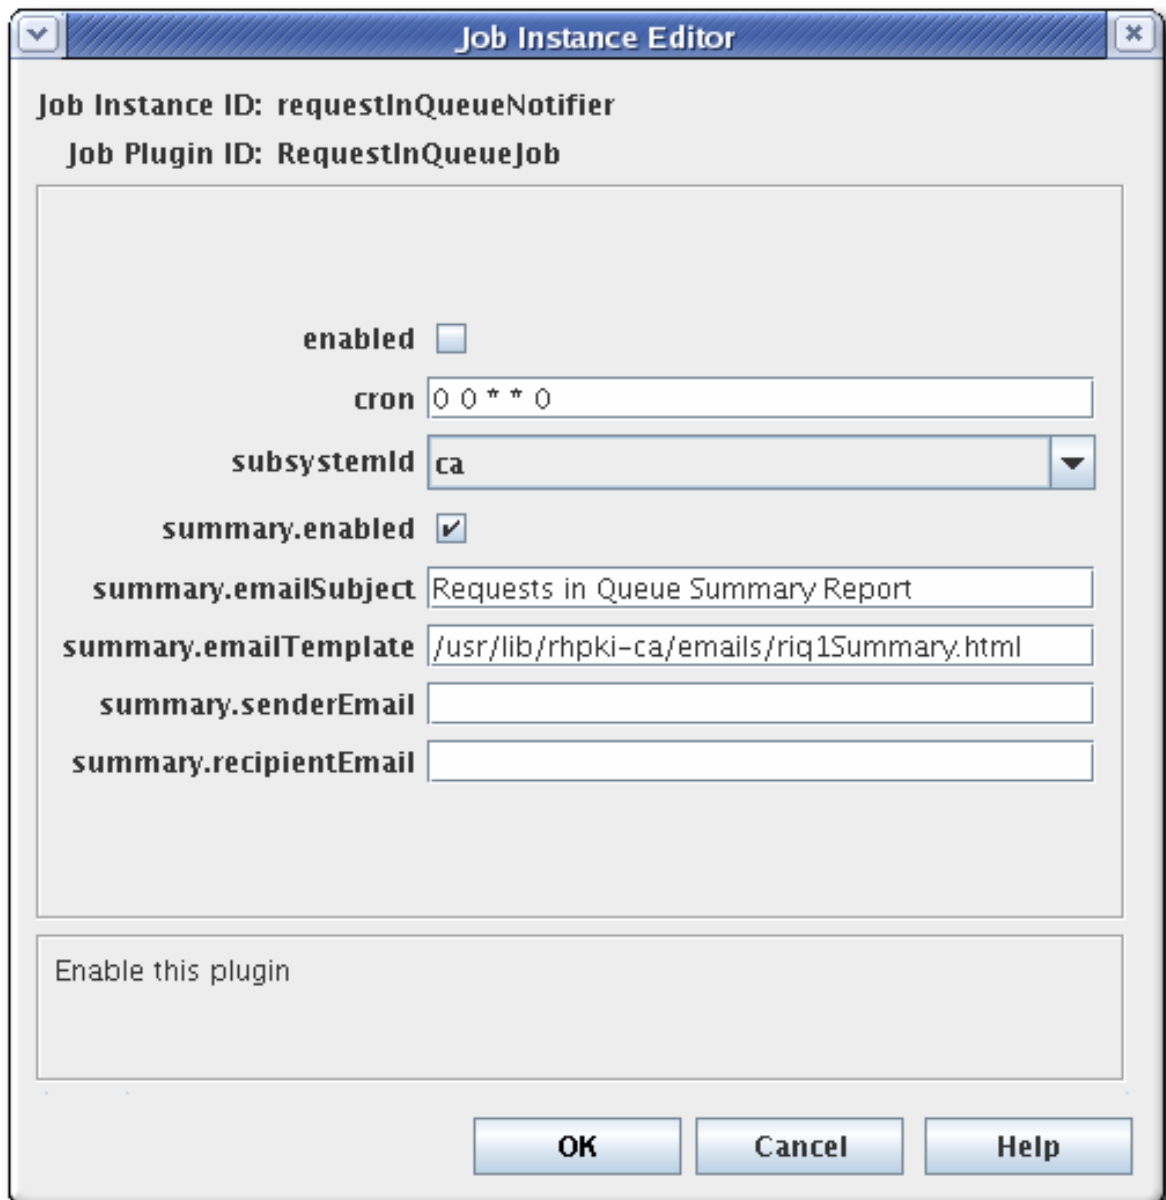 Job Instance Editor
Job Instance ID: requestInQueueNotifier
Job Plugin ID: RequestInQueueJob
enabled
cron 0 0 * * 0
subsystemId ca
summary.enabled
summary.emailSubject Requests in Queue Summary Report
summary.emailTemplate /usr/lib/rhpki-ca/emails/riq1Summary.html
summary.senderEmail
summary.recipientEmail
Enable this plugin
OK Cancel Help